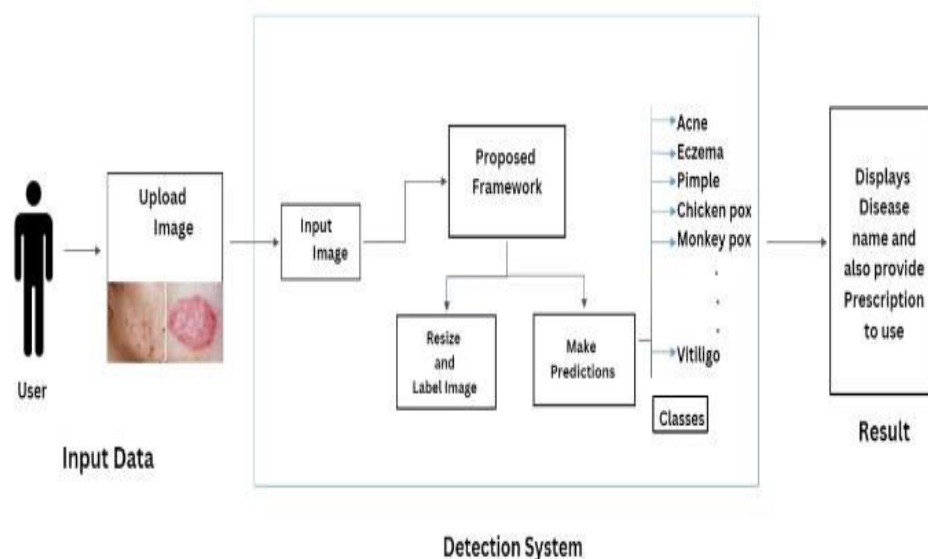 User
Input Data
Upload
Image
Input
Image
Proposed
Framework
Resize
and
Label Image
Make
Predictions
Acne
Eczema
Pimple
Chicken pox
Monkey pox
.
.
.
Vitiligo
Classes
Detection System
Displays
Disease
name and
also provide
Prescription
to use
Result